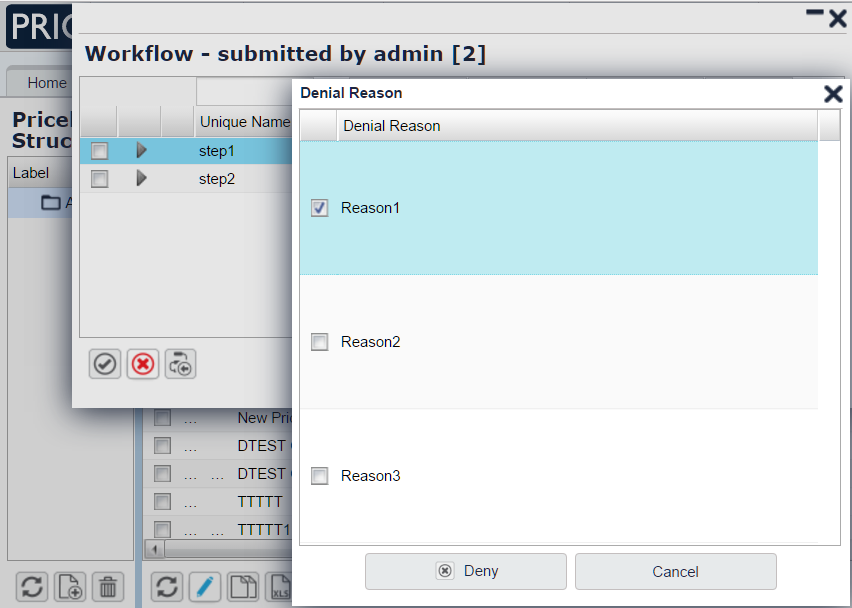 PRIC
Workflow - submitted by admin [2]
Home
Denial Reason
Pricel
Struc
Unique Name
Denial Reason
Label
step1
step2
Reason1
Reason2
Reason3
New Pric
... DTEST
... ... DTEST
... TTTTT
... ... TTTTT1
XLS
Deny
Cancel